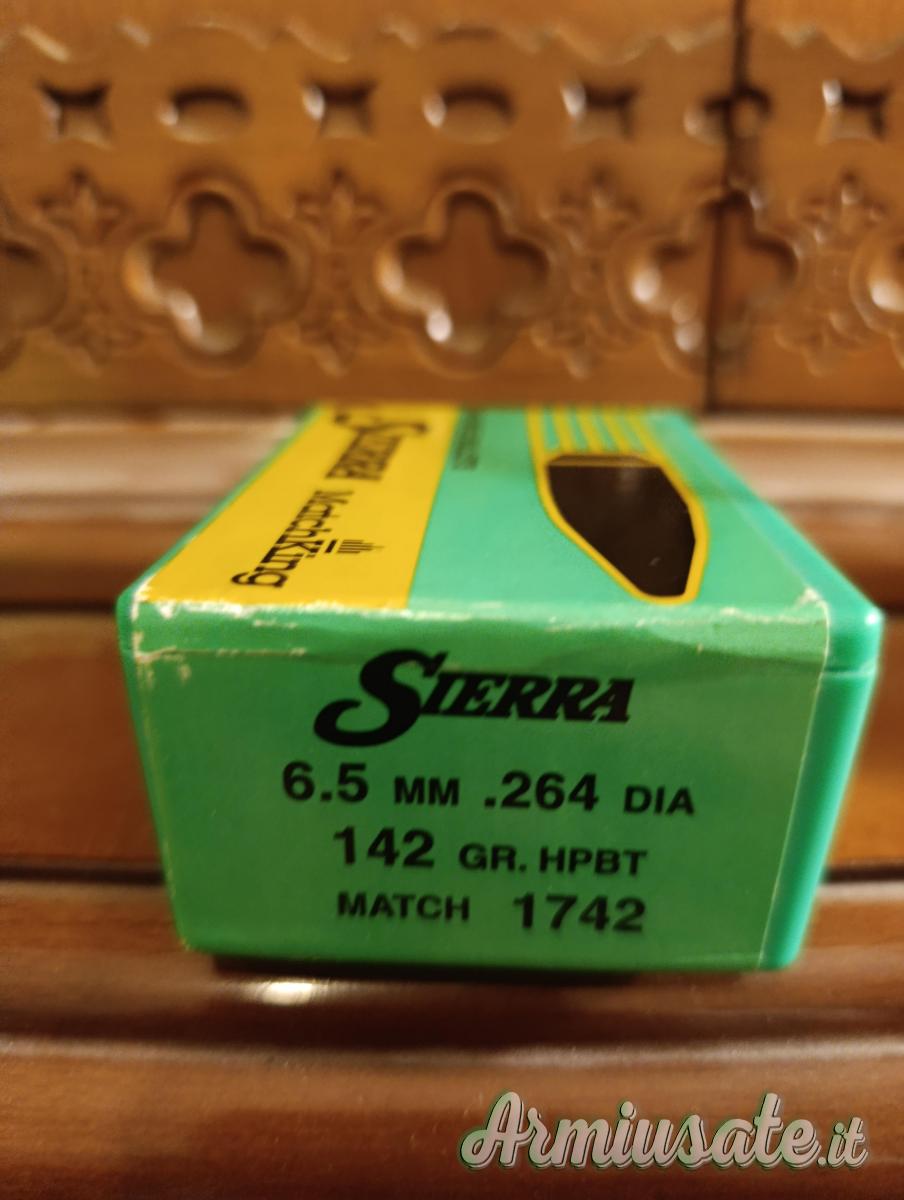 SIERRA
MatchKing
SIERRA
6.5 MM .264 DIA
142 GR. HPBT
MATCH 1742
Armiusate.it